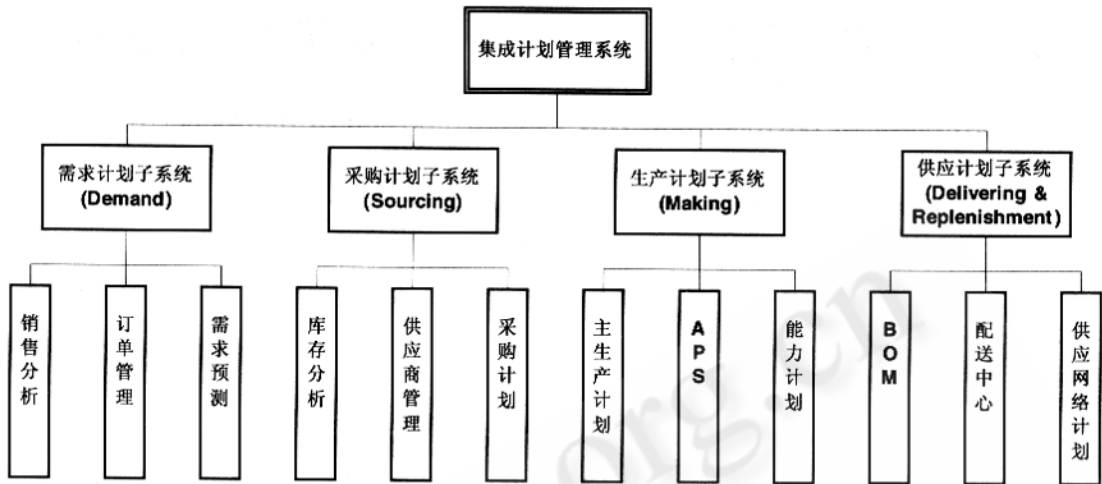 集成计划管理系统
需求计划子系统
(Demand)
采购计划子系统
(Sourcing)
生产计划子系统
(Making)
供应计划子系统
(Delivering &
Replenishment)
销售分析
订单管理
需求预测
库存分析
供应商管理
采购计划
主生产计划
APS
能力计划
BOM
配送中心
供应网络计划
org.cn